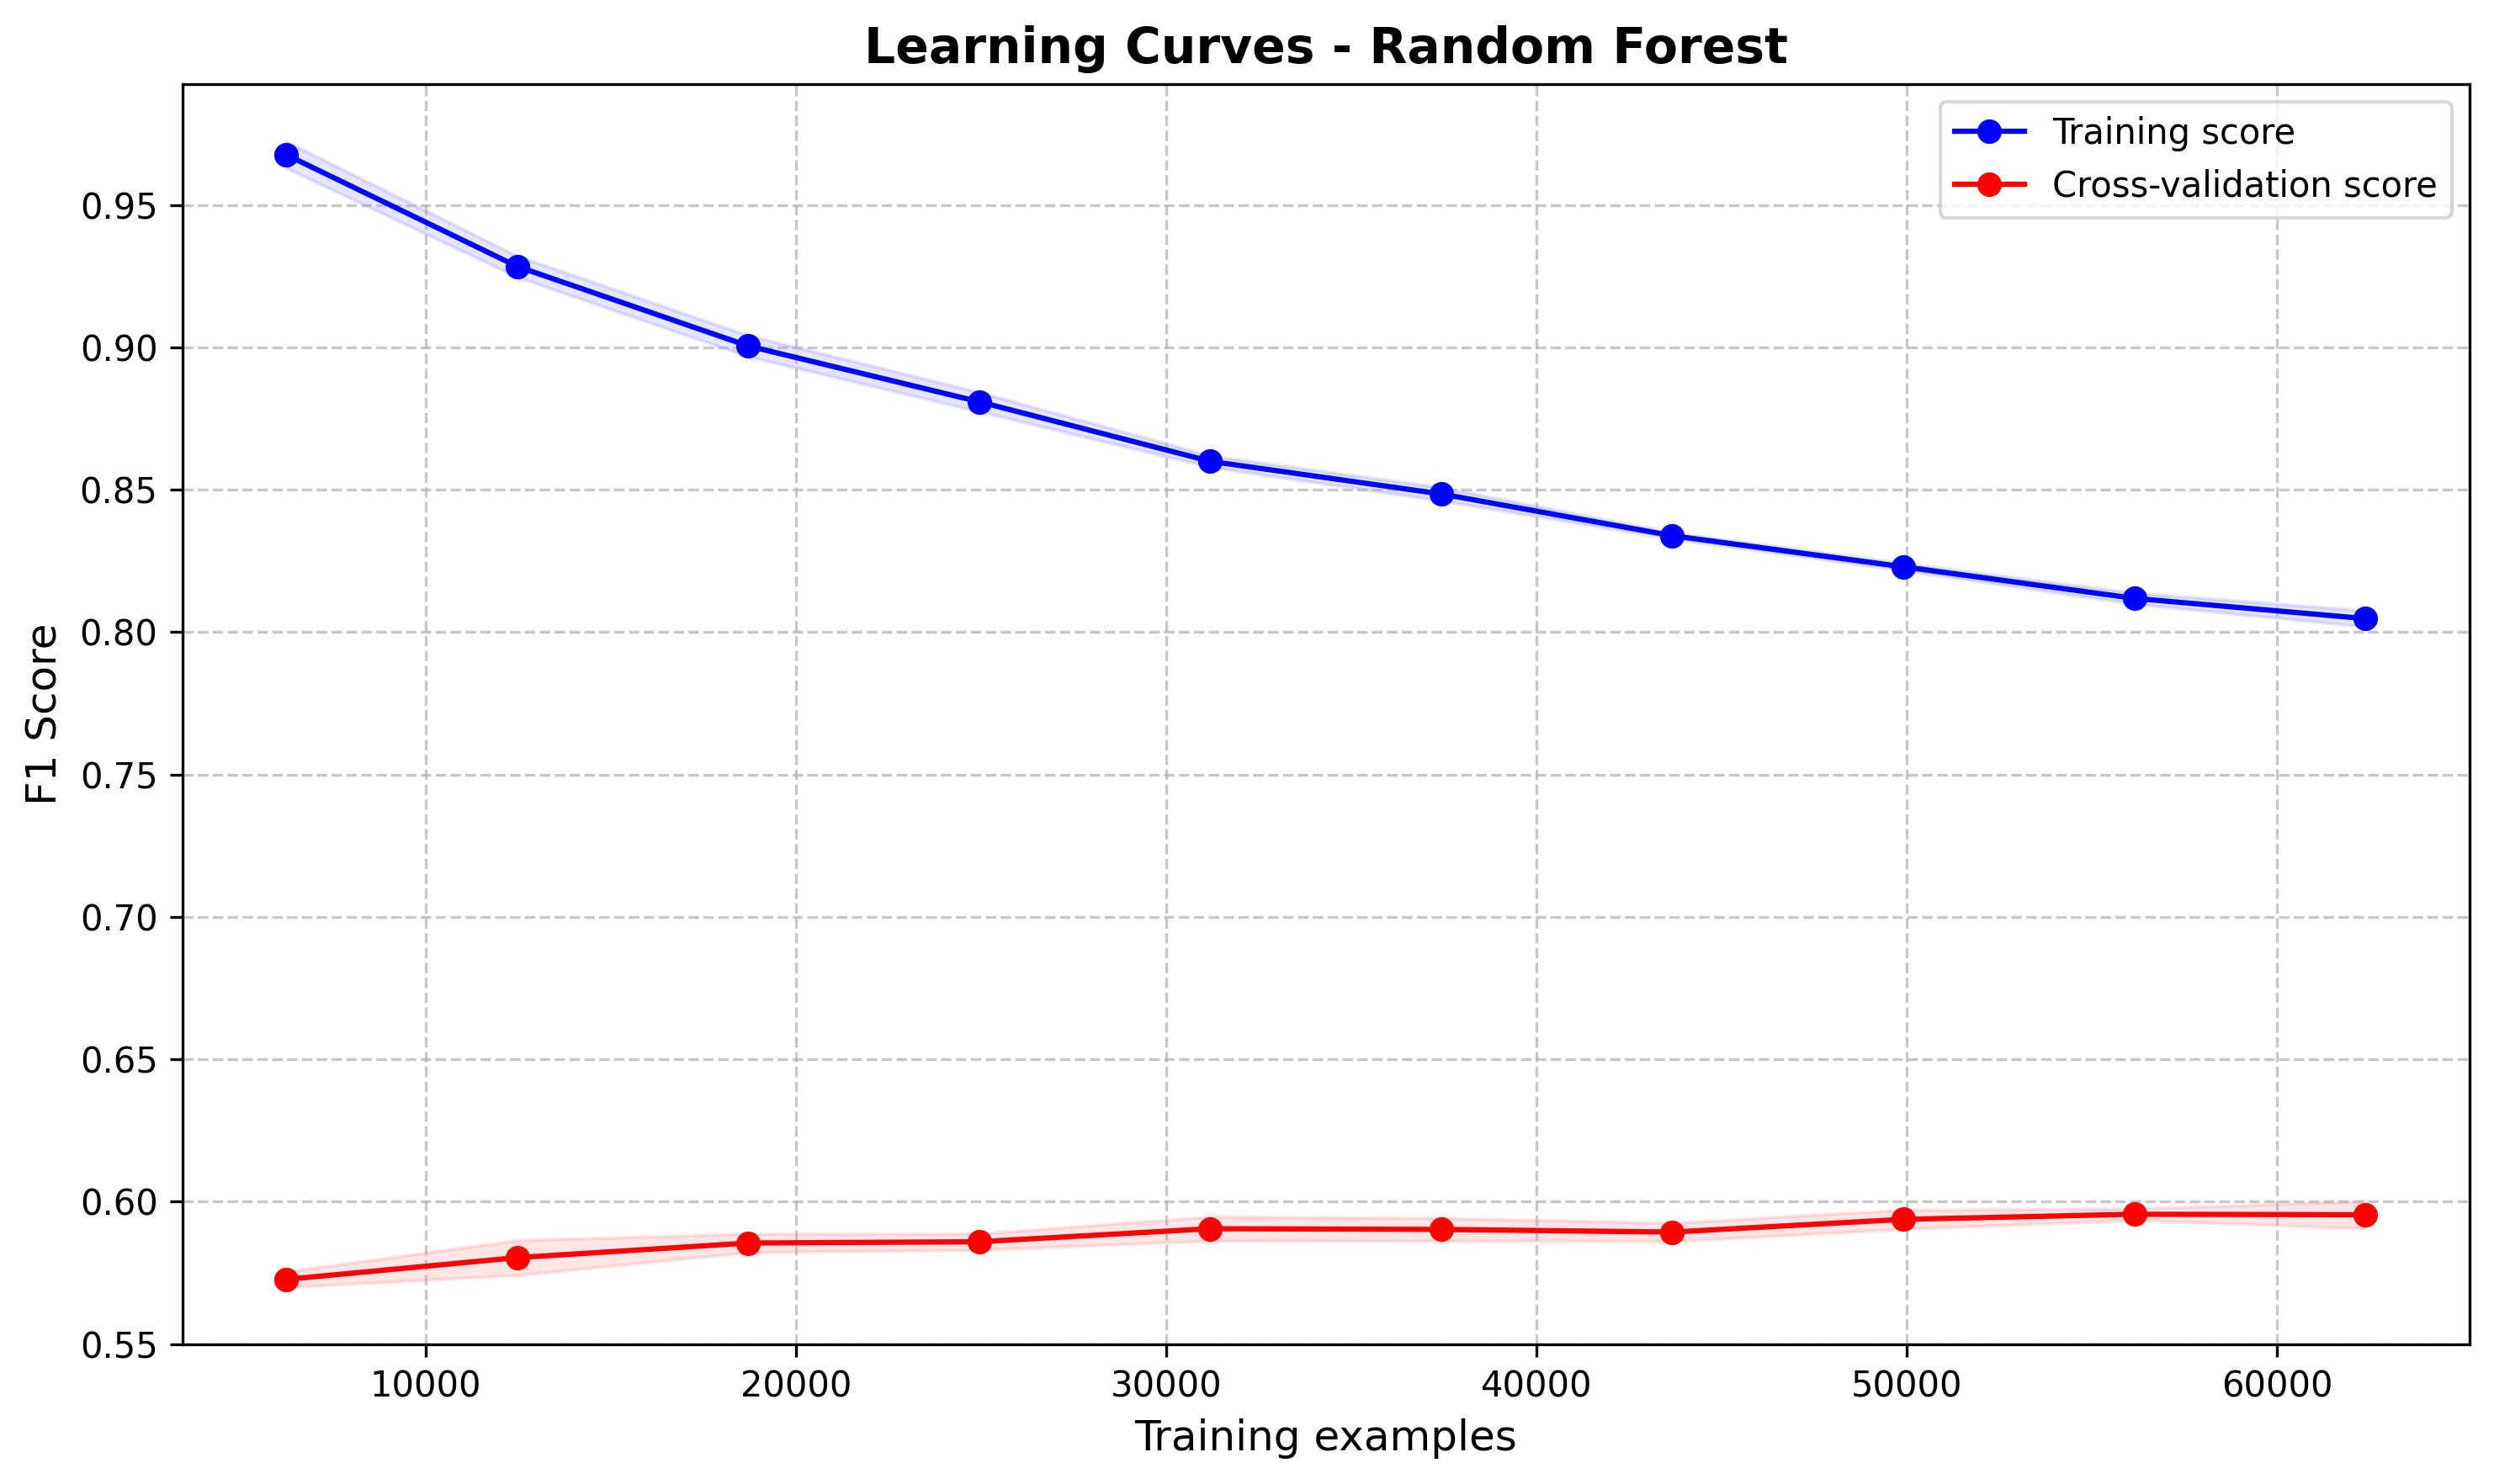 Learning Curves - Random Forest
Training score
Cross-validation score
0.95
0.90
0.85
0.80
0.75
0.70
0.65
0.60
0.55
F1 Score
10000 20000 30000 40000 50000 60000
Training examples